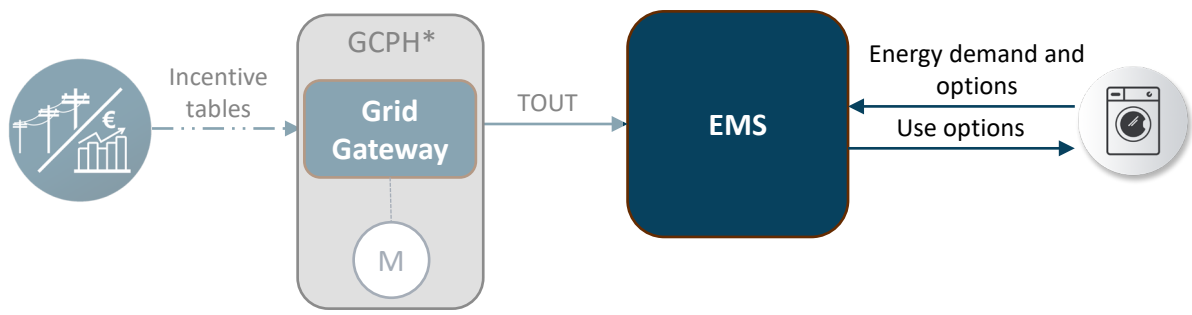 GCPH*
Incentive
tables
€
Grid
Gateway
M
TOUT
EMS
Energy demand and
options
Use options